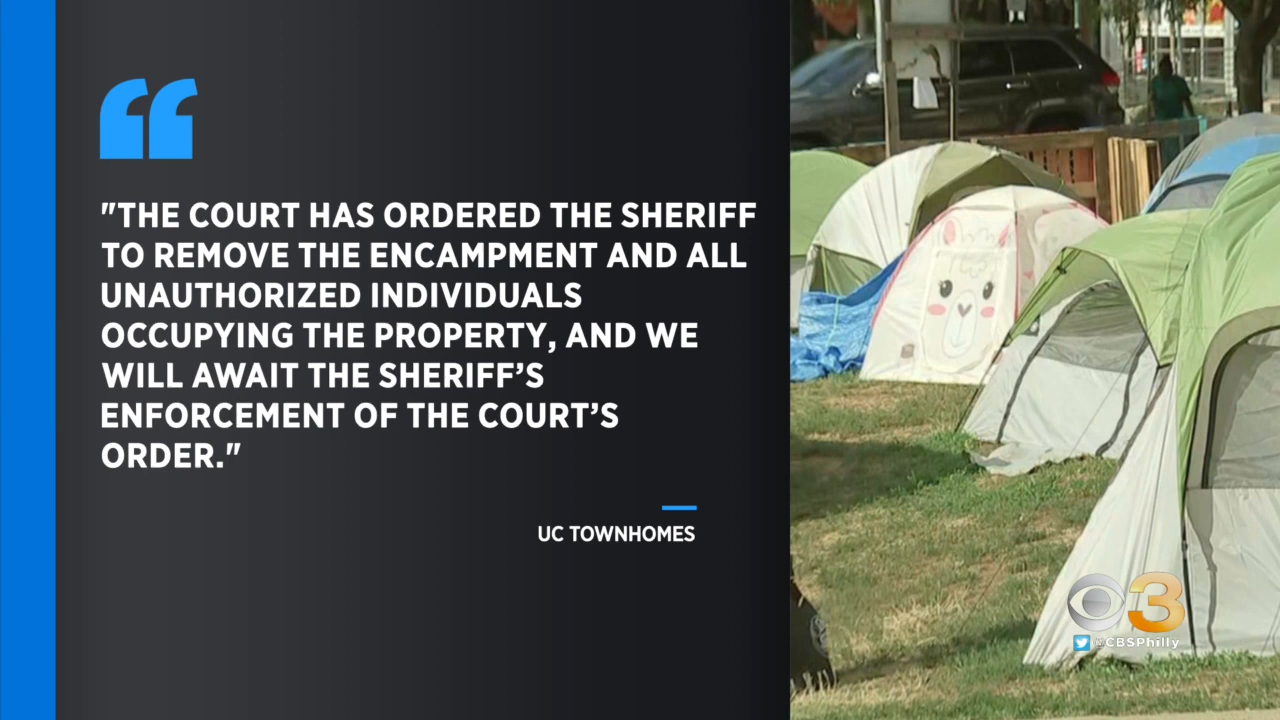 "THE COURT HAS ORDERED THE SHERIFF
TO REMOVE THE ENCAMPMENT AND ALL
UNAUTHORIZED INDIVIDUALS
OCCUPYING THE PROPERTY, AND WE
WILL AWAIT THE SHERIFF’S
ENFORCEMENT OF THE COURT’S
ORDER."
UC TOWNHOMES
3
@CBSPhilly